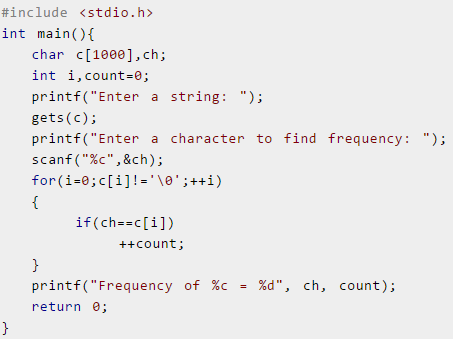 #include <stdio.h>
int main(){
char c[1000],ch;
int i,count=0;
printf("Enter a string: ");
gets(c);
printf("Enter a character to find frequency: ");
scanf("%c",&ch);
for(i=0;c[i]!='\0';++i)
{
if(ch==c[i])
++count;
}
printf("Frequency of %c = %d", ch, count);
return 0;
}